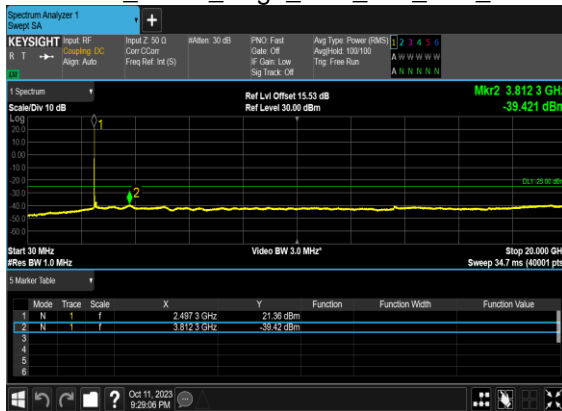 Spectrum Analyzer 1
Swept SA
+
KEYSIGHT Input: RF Input Z: 50 Ω #Atten: 30 dB PNO: Fast Avg Type: Power (RMS) 1 2 3 4 5 6
R T Coupling: DC Corr CCorr Gate: Off Avg|Hold: 100/100 A W W W W W
Align: Auto Freq Ref: Int (S) IF Gain: Low Trig: Free Run
Sig Track: Off A N N N N N
1 Spectrum Ref Lvl Offset 15.53 dB Mkr2 3.812 3 GHz
Scale/Div 10 dB Ref Level 30.00 dBm -39.421 dBm
Log
20.0
10.0
0.00
-10.0
-20.0
-30.0
-40.0
-50.0
-60.0
1
2
DL1 -25.00 dBm
Start 30 MHz Video BW 3.0 MHz* Stop 20.000 GHz
#Res BW 1.0 MHz Sweep 34.7 ms (40001 pts)
5 Marker Table
Mode Trace Scale X Y Function Function Width Function Value
1 N 1 f 2.497 3 GHz 21.36 dBm
2 N 1 f 3.812 3 GHz -39.42 dBm
3
4
5
6
? Oct 11, 2023
9:29:06 PM